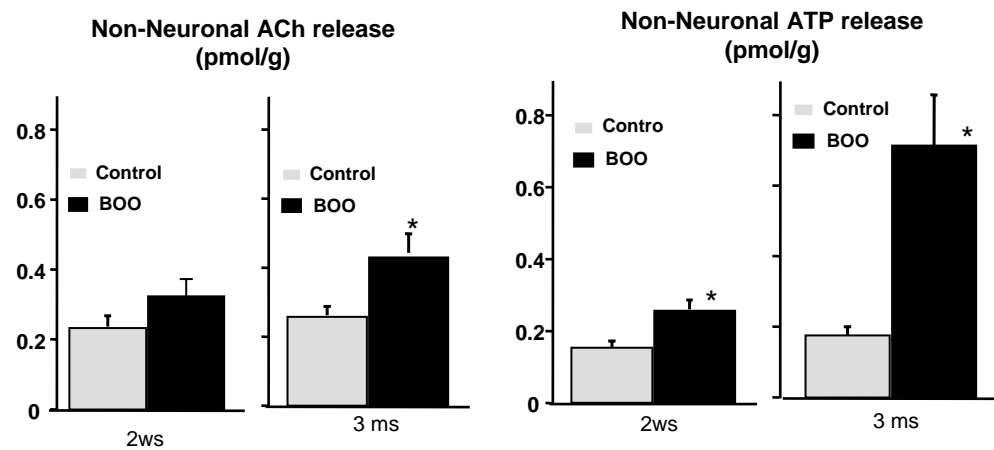 Non-Neuronal ACh release
(pmol/g)
0.8
0.6
0.4
0.2
0
Control
BOO
2ws
Control
BOO
*
3 ms
Non-Neuronal ATP release
(pmol/g)
0.8
0.6
0.4
0.2
0
Contro
BOO
*
2ws
Control
BOO
*
3 ms